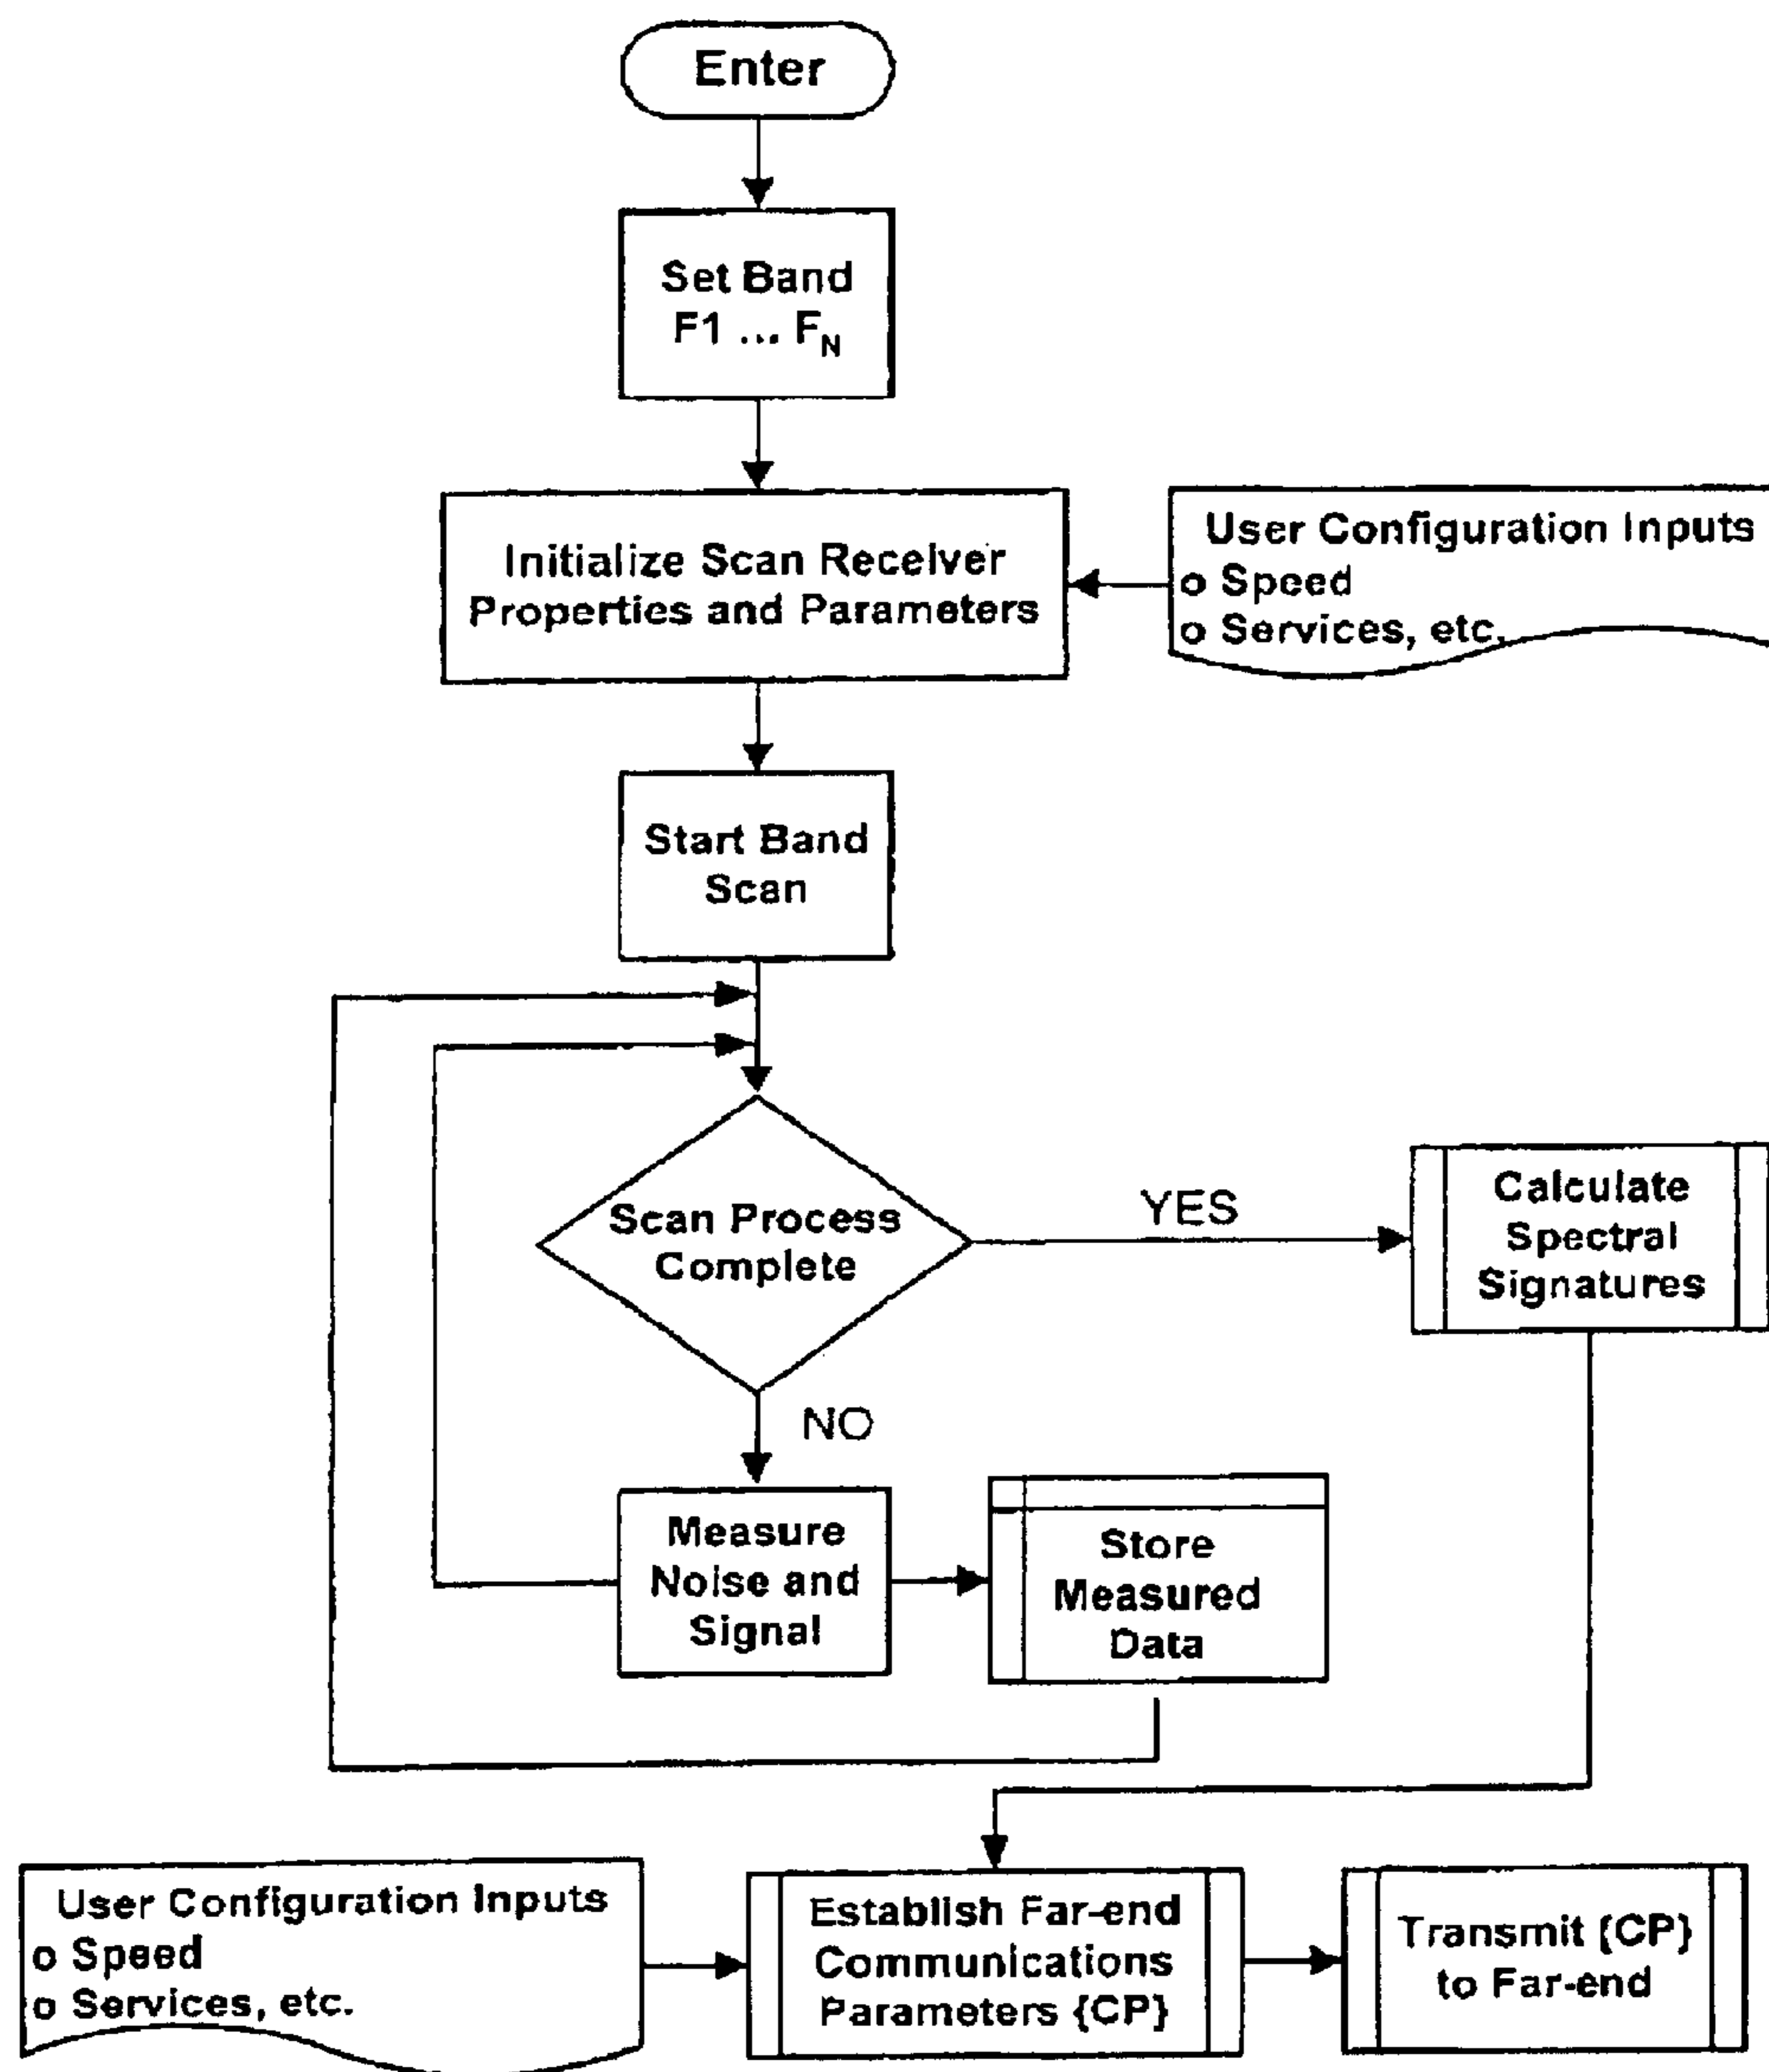 Enter
Set Band
F1 ... FN
Initialize Scan Receiver
Properties and Parameters
User Configuration Inputs
o Speed
o Services, etc.
Start Band
Scan
Scan Process
Complete
YES
Calculate
Spectral
Signatures
NO
Measure
Noise and
Signal
Store
Measured
Data
User Configuration Inputs
o Speed
o Services, etc.
Establish Far-end
Communications
Parameters {CP}
Transmit {CP}
to Far-end